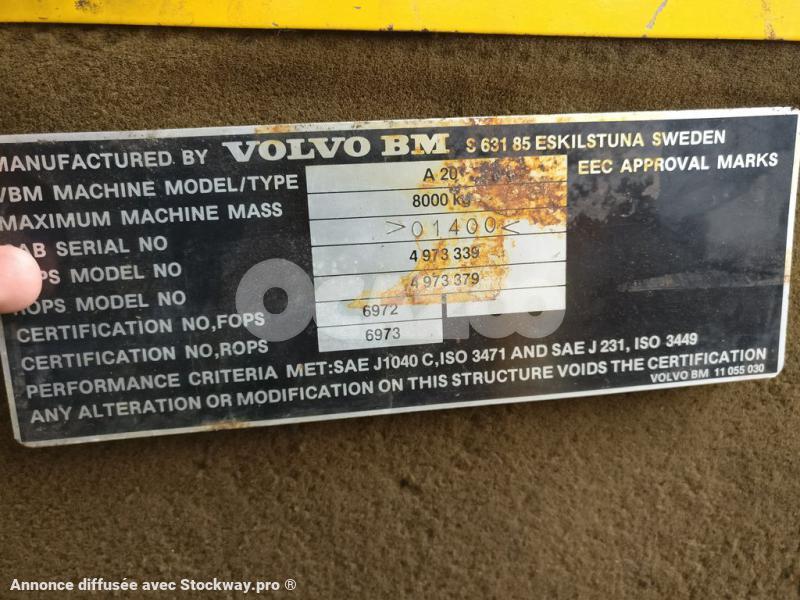 MANUFACTURED BY VOLVO BM S 631 85 ESKILSTUNA SWEDEN
VBM MACHINE MODEL/TYPE A 20 EEC APPROVAL MARKS
MAXIMUM MACHINE MASS 8000 kg
CAB SERIAL NO >01400<
MODEL NO 4 973 339
ROPS MODEL NO 4 973 379
CERTIFICATION NO,FOPS 6972
CERTIFICATION NO,ROPS 6973
PERFORMANCE CRITERIA MET:SAE J1040 C,ISO 3471 AND SAE J 231, ISO 3449
ANY ALTERATION OR MODIFICATION ON THIS STRUCTURE VOIDS THE CERTIFICATION
VOLVO BM 11 055 030
Annonce diffusée avec Stockway.pro ®